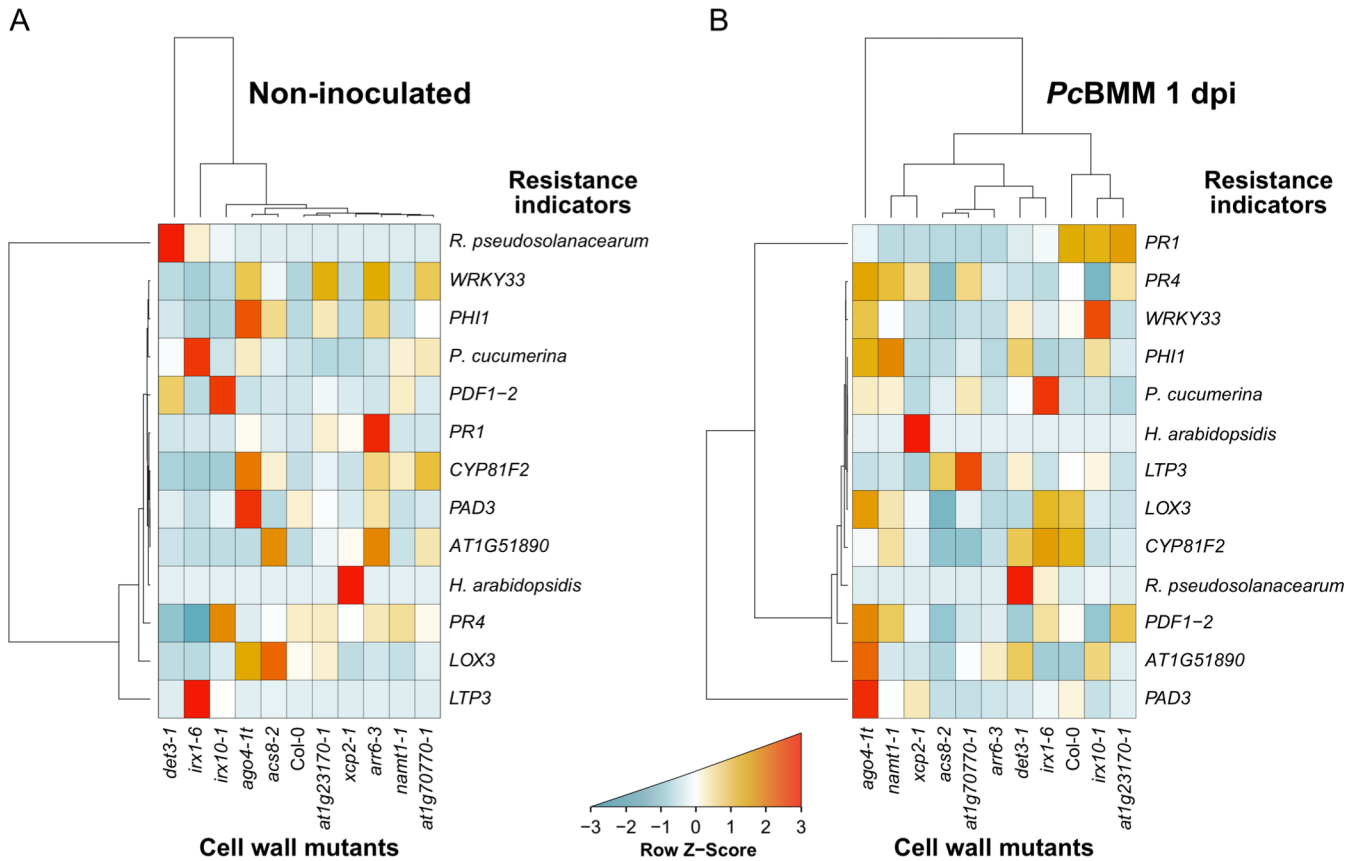 A
Non-inoculated
Resistance
indicators
R. pseudosolanacearum
WRKY33
PHI1
P. cucumerina
PDF1−2
PR1
CYP81F2
PAD3
AT1G51890
H. arabidopsidis
PR4
LOX3
LTP3
det3-1
irx1-6
irx10-1
ago4-1t
acs8-2
Col-0
at1g23170-1
xcp2-1
arr6-3
namt1-1
at1g70770-1
Cell wall mutants
B
PcBMM 1 dpi
Resistance
indicators
PR1
PR4
WRKY33
PHI1
P. cucumerina
H. arabidopsidis
LTP3
LOX3
CYP81F2
R. pseudosolanacearum
PDF1−2
AT1G51890
PAD3
ago4-1t
namt1-1
xcp2-1
acs8-2
at1g70770-1
arr6-3
det3-1
irx1-6
Col-0
irx10-1
at1g23170-1
Cell wall mutants
−3 −2 −1 0 1 2 3
Row Z−Score